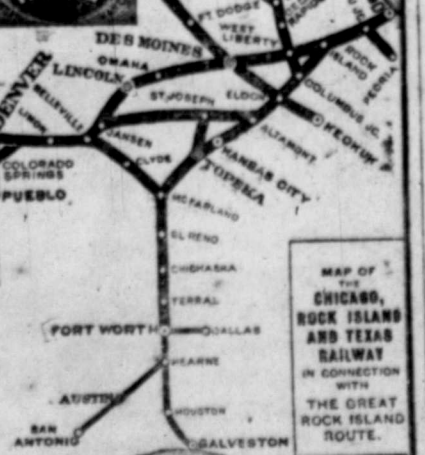 FT DODGE
WEST
LIBERTY
DES MOINES
OMAHA
LINCOLN
DENVER
BELLEVILLE
LIMON
ST JOSEPH
ELDON
ROCK
ISLAND
PEORIA
COLUMBUS JC.
KEOKUK
ALTAMONT
JANSEN
CLYDE
KANSAS CITY
TOPEKA
COLORADO
SPRINGS
PUEBLO
McFARLAND
EL RENO
CHICKASHA
TERRAL
FORT WORTH
DALLAS
HEARNE
AUSTIN
HOUSTON
SAN
ANTONIO
GALVESTON
MAP OF
THE
CHICAGO,
ROCK ISLAND
AND TEXAS
RAILWAY
IN CONNECTION
WITH
THE GREAT
ROCK ISLAND
ROUTE.